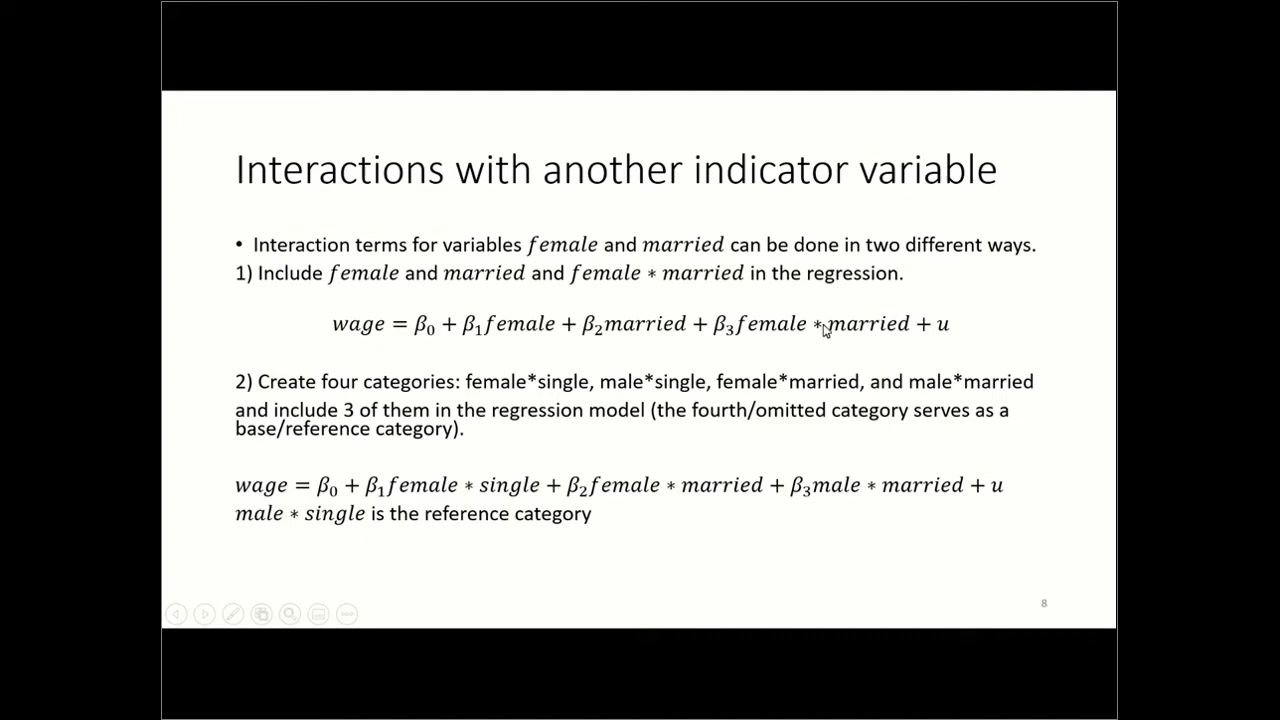 Interactions with another indicator variable
• Interaction terms for variables female and married can be done in two different ways.
1) Include female and married and female ∗ married in the regression.
wage = β₀ + β₁female + β₂married + β₃female ∗ married + u
2) Create four categories: female*single, male*single, female*married, and male*married
and include 3 of them in the regression model (the fourth/omitted category serves as a
base/reference category).
wage = β₀ + β₁female ∗ single + β₂female ∗ married + β₃male ∗ married + u
male ∗ single is the reference category
8